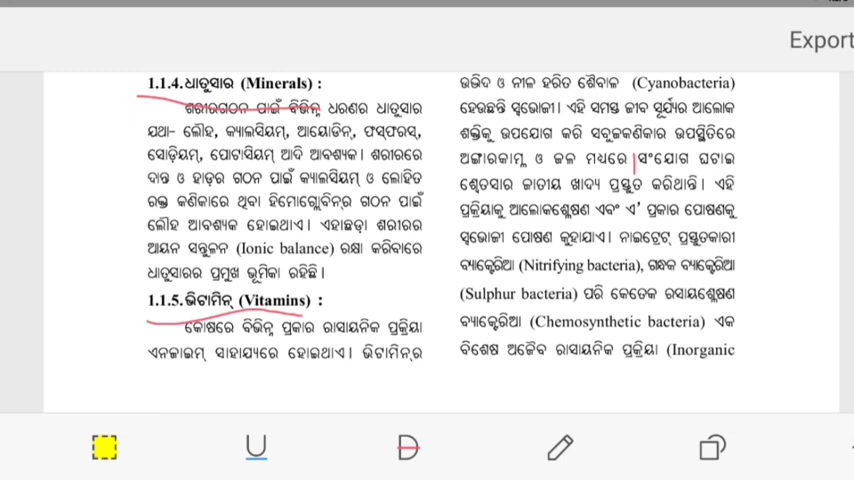 Export
1.1.4.ଧାତୁସାର (Minerals) :
ଶରୀରଗଠନ ପାଇଁ ବିଭିନ୍ନ ଧରଣର ଧାତୁସାର
ଯଥା- ଲୌହ, କ୍ୟାଲସିୟମ୍, ଆୟୋଡିନ୍, ଫସ୍‌ଫରସ୍,
ସୋଡ଼ିୟମ୍, ପୋଟାସିୟମ୍ ଆଦି ଆବଶ୍ୟକ। ଶରୀରରେ
ଦାନ୍ତ ଓ ହାଡ଼ର ଗଠନ ପାଇଁ କ୍ୟାଲସିୟମ୍ ଓ ଲୋହିତ
ରକ୍ତ କଣିକାରେ ଥିବା ହିମୋଗ୍ଲୋବିନ୍‌ର ଗଠନ ପାଇଁ
ଲୌହ ଆବଶ୍ୟକ ହୋଇଥାଏ। ଏହାଛଡ଼ା ଶରୀରର
ଆୟନ ସନ୍ତୁଳନ (Ionic balance) ରକ୍ଷା କରିବାରେ
ଧାତୁସାରର ପ୍ରମୁଖ ଭୂମିକା ରହିଛି।
1.1.5.ଭିଟାମିନ୍ (Vitamins) :
କୋଷରେ ବିଭିନ୍ନ ପ୍ରକାର ରାସାୟନିକ ପ୍ରକ୍ରିୟା
ଏନଜାଇମ୍ ସାହାଯ୍ୟରେ ହୋଇଥାଏ। ଭିଟାମିନ୍‌ର
ଉଦ୍ଭିଦ ଓ ନୀଳ ହରିତ ଶୈବାଳ (Cyanobacteria)
ହେଉଛନ୍ତି ସ୍ୱଭୋଜୀ। ଏହି ସମସ୍ତ ଜୀବ ସୂର୍ଯ୍ୟର ଆଲୋକ
ଶକ୍ତିକୁ ଉପଯୋଗ କରି ସବୁଜକଣିକାର ଉପସ୍ଥିତିରେ
ଅଙ୍ଗାରକାମ୍ଳ ଓ ଜଳ ମଧ୍ୟରେ ସଂଯୋଗ ଘଟାଇ
ଶ୍ୱେତସାର ଜାତୀୟ ଖାଦ୍ୟ ପ୍ରସ୍ତୁତ କରିଥାନ୍ତି। ଏହି
ପ୍ରକ୍ରିୟାକୁ ଆଲୋକଶ୍ଳେଷଣ ଏବଂ ଏ’ ପ୍ରକାର ପୋଷଣକୁ
ସ୍ୱଭୋଜୀ ପୋଷଣ କୁହାଯାଏ। ନାଇଟ୍ରେଟ୍ ପ୍ରସ୍ତୁତକାରୀ
ବ୍ୟାକ୍ଟେରିଆ (Nitrifying bacteria), ଗନ୍ଧକ ବ୍ୟାକ୍ଟେରିଆ
(Sulphur bacteria) ପରି କେତେକ ରସାୟଶ୍ଳେଷଣ
ବ୍ୟାକ୍ଟେରିଆ (Chemosynthetic bacteria) ଏକ
ବିଶେଷ ଅଜୈବ ରାସାୟନିକ ପ୍ରକ୍ରିୟା (Inorganic